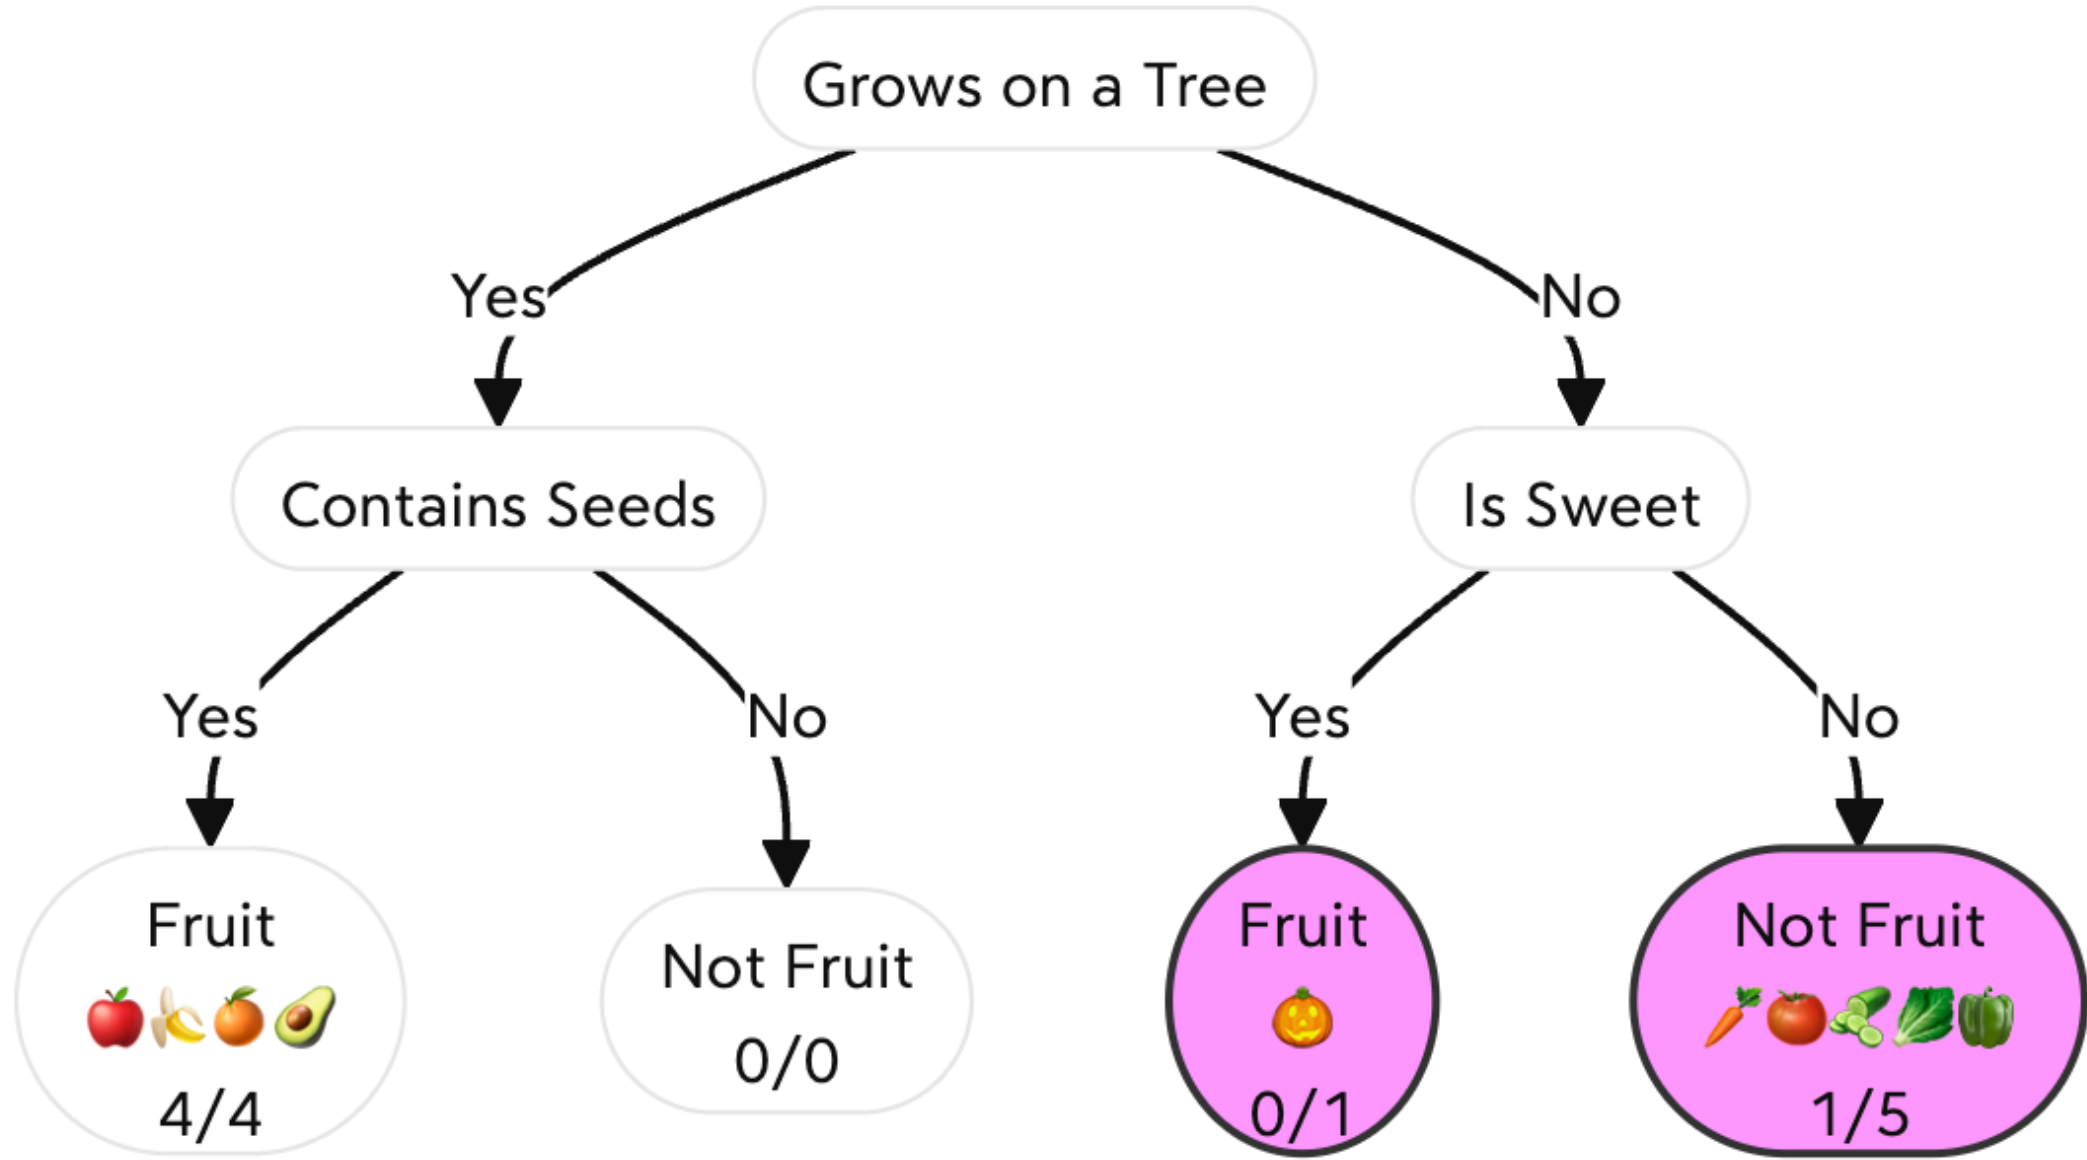 Grows on a Tree
Yes
No
Contains Seeds
Is Sweet
Yes
No
Yes
No
Fruit
🍎🍌🍊🥑
4/4
Not Fruit
0/0
Fruit
🎃
0/1
Not Fruit
🥕🍅🥒🥬🫑
1/5